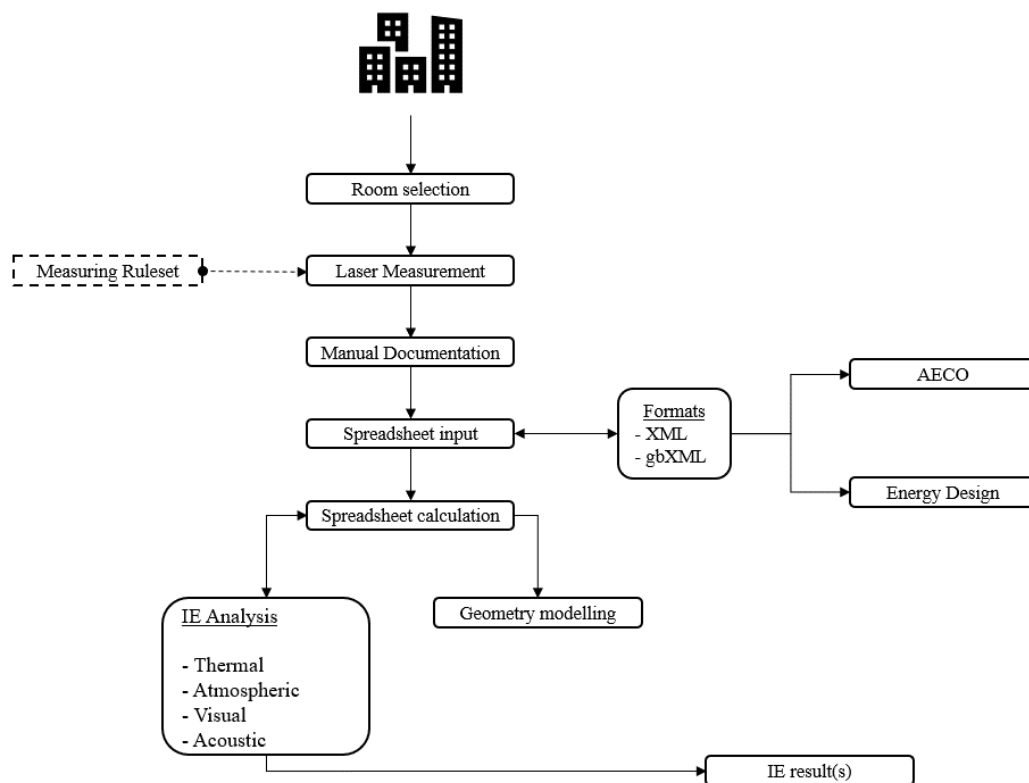 Room selection
Measuring Ruleset
Laser Measurement
Manual Documentation
AECO
Formats
- XML
- gbXML
Spreadsheet input
Energy Design
Spreadsheet calculation
IE Analysis
- Thermal
- Atmospheric
- Visual
- Acoustic
Geometry modelling
IE result(s)